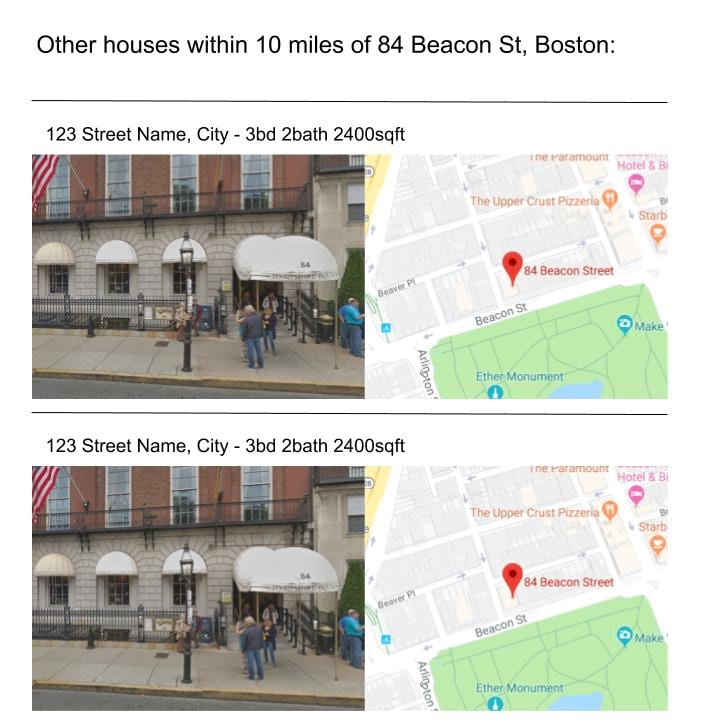 Other houses within 10 miles of 84 Beacon St, Boston:
123 Street Name, City - 3bd 2bath 2400sqft
84
The Paramount
Hotel & Bi
The Upper Crust Pizzeria
Starb
84 Beacon Street
Beaver Pl
Beacon St
Make
Arlington
Ether Monument
123 Street Name, City - 3bd 2bath 2400sqft
84
The Paramount
Hotel & Bi
The Upper Crust Pizzeria
Starb
84 Beacon Street
Beaver Pl
Beacon St
Make
Arlington
Ether Monument